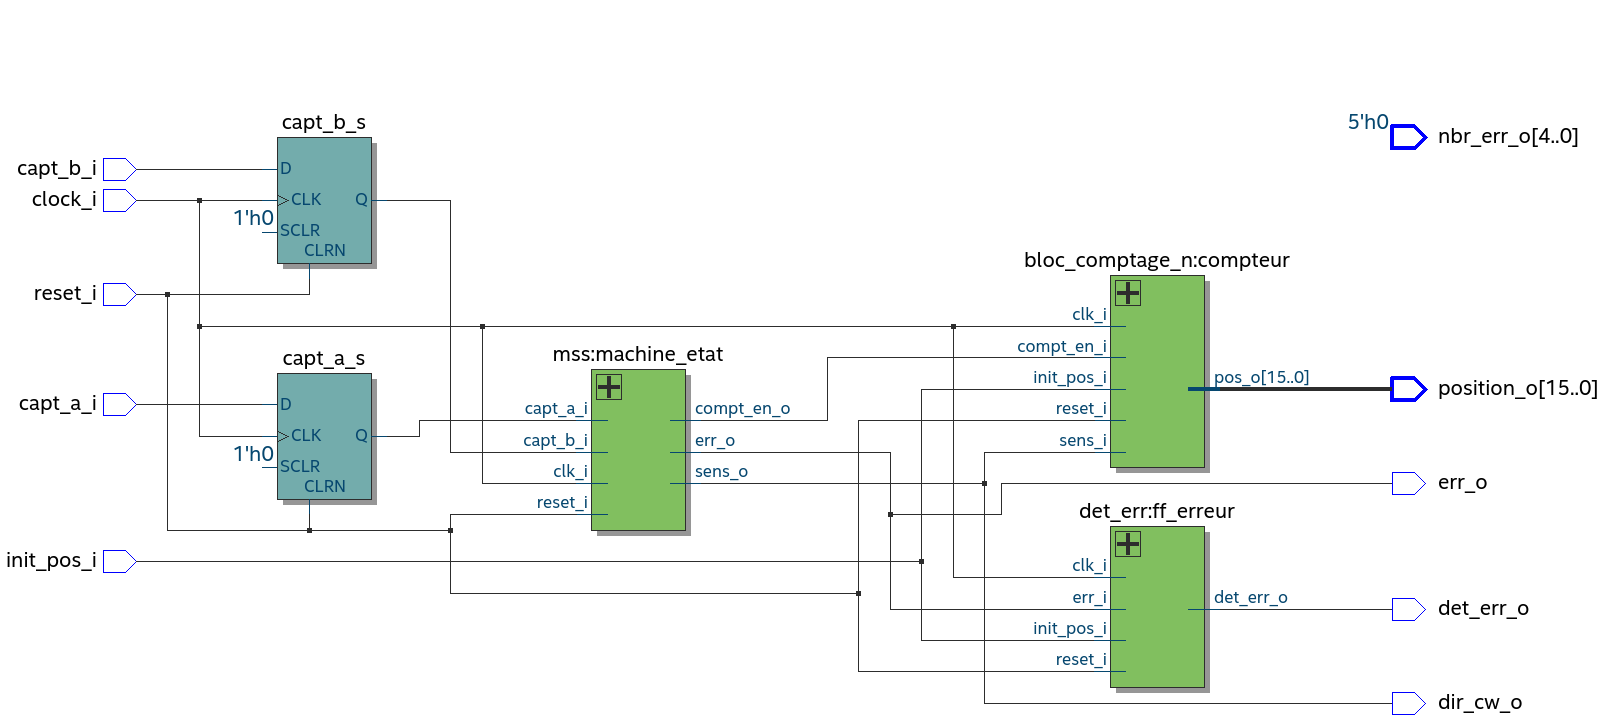 capt_b_s
capt_b_i
D
clock_i
CLK
Q
1'h0
SCLR
CLRN
reset_i
capt_a_s
capt_a_i
D
CLK
Q
1'h0
SCLR
CLRN
init_pos_i
mss:machine_etat
capt_a_i
compt_en_o
capt_b_i
err_o
clk_i
sens_o
reset_i
bloc_comptage_n:compteur
clk_i
compt_en_i
init_pos_i
pos_o[15..0]
reset_i
sens_i
det_err:ff_erreur
clk_i
err_i
det_err_o
init_pos_i
reset_i
5'h0
nbr_err_o[4..0]
position_o[15..0]
err_o
det_err_o
dir_cw_o